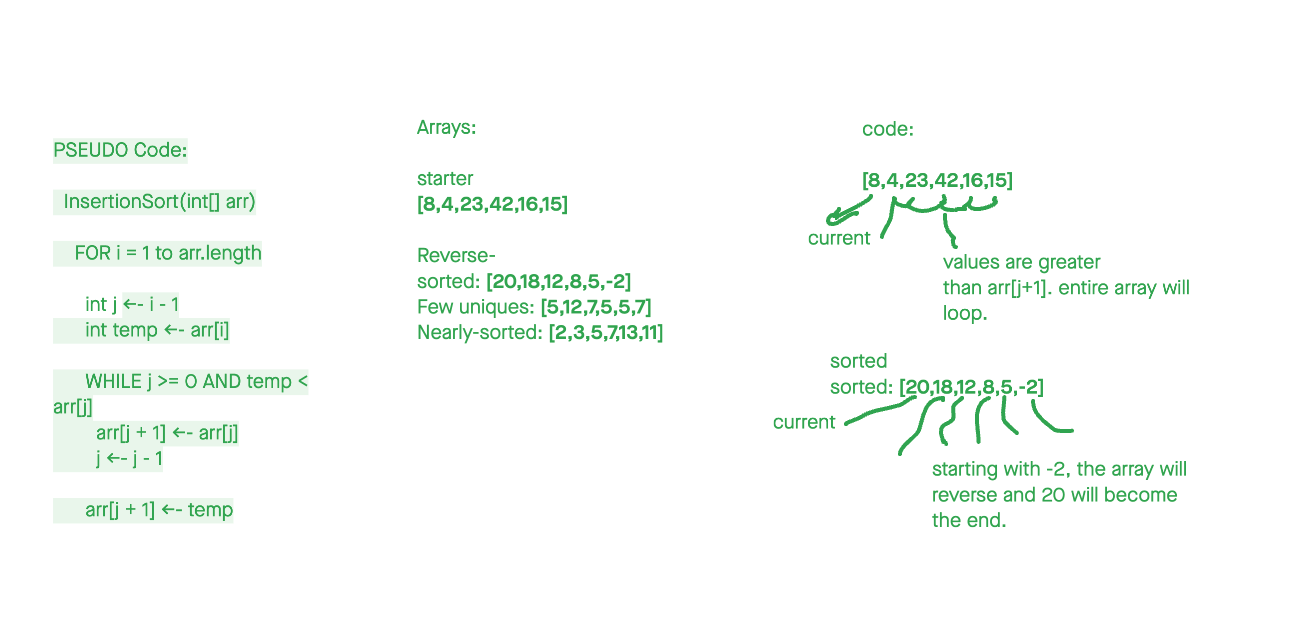 PSEUDO Code:
InsertionSort(int[] arr)
FOR i = 1 to arr.length
int j <-- i - 1
int temp <-- arr[i]
WHILE j >= 0 AND temp <
arr[j]
arr[j + 1] <-- arr[j]
j <-- j - 1
arr[j + 1] <-- temp
Arrays:
starter
[8,4,23,42,16,15]
Reverse-
sorted: [20,18,12,8,5,-2]
Few uniques: [5,12,7,5,5,7]
Nearly-sorted: [2,3,5,7,13,11]
code:
[8,4,23,42,16,15]
current
values are greater
than arr[j+1]. entire array will
loop.
sorted
sorted: [20,18,12,8,5,-2]
current
starting with -2, the array will
reverse and 20 will become
the end.